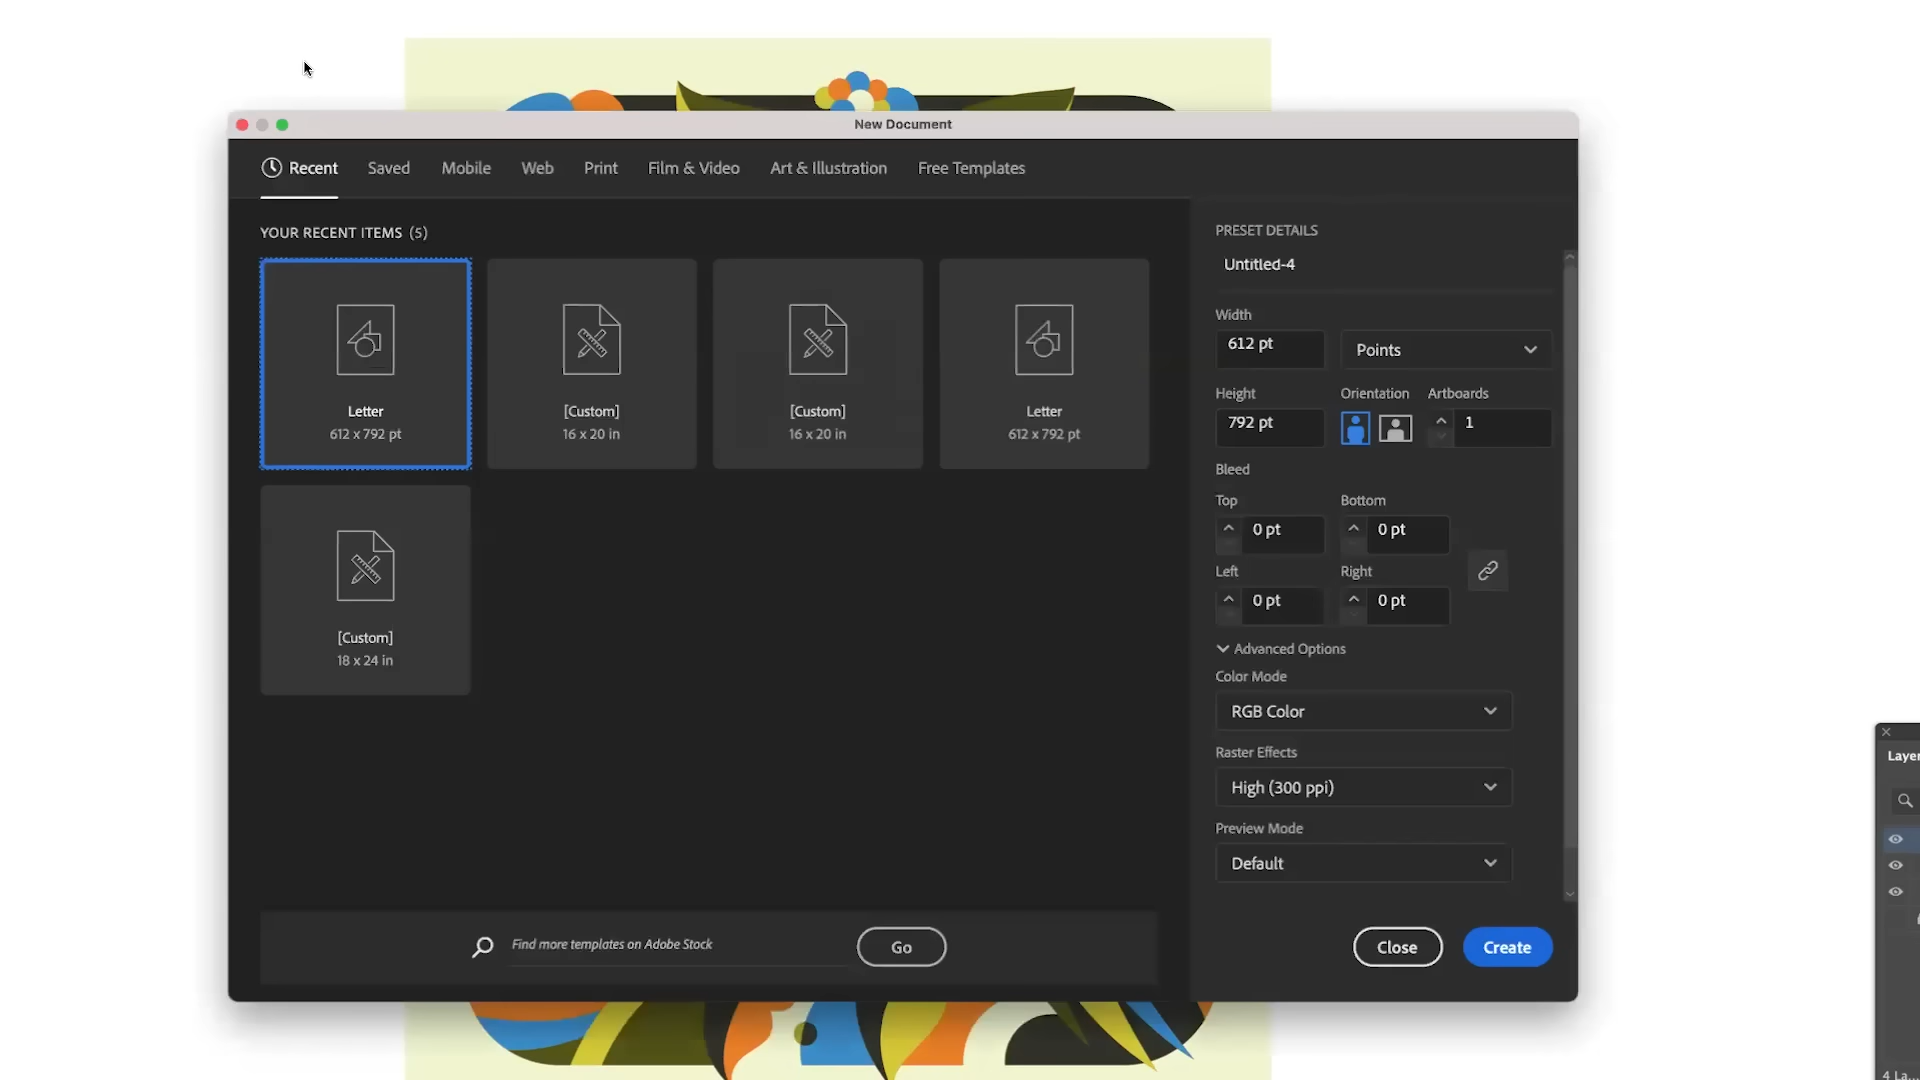 New Document
Recent Saved Mobile Web Print Film & Video Art & Illustration Free Templates
YOUR RECENT ITEMS (5)
Letter
612 x 792 pt
[Custom]
16 x 20 in
[Custom]
16 x 20 in
Letter
612 x 792 pt
[Custom]
18 x 24 in
Find more templates on Adobe Stock
Go
PRESET DETAILS
Untitled-4
Width
612 pt
Points
Height
Orientation
Artboards
792 pt
1
Bleed
Top
Bottom
0 pt
0 pt
Left
Right
0 pt
0 pt
Advanced Options
Color Mode
RGB Color
Raster Effects
High (300 ppi)
Preview Mode
Default
Close
Create
Layer
4 La...